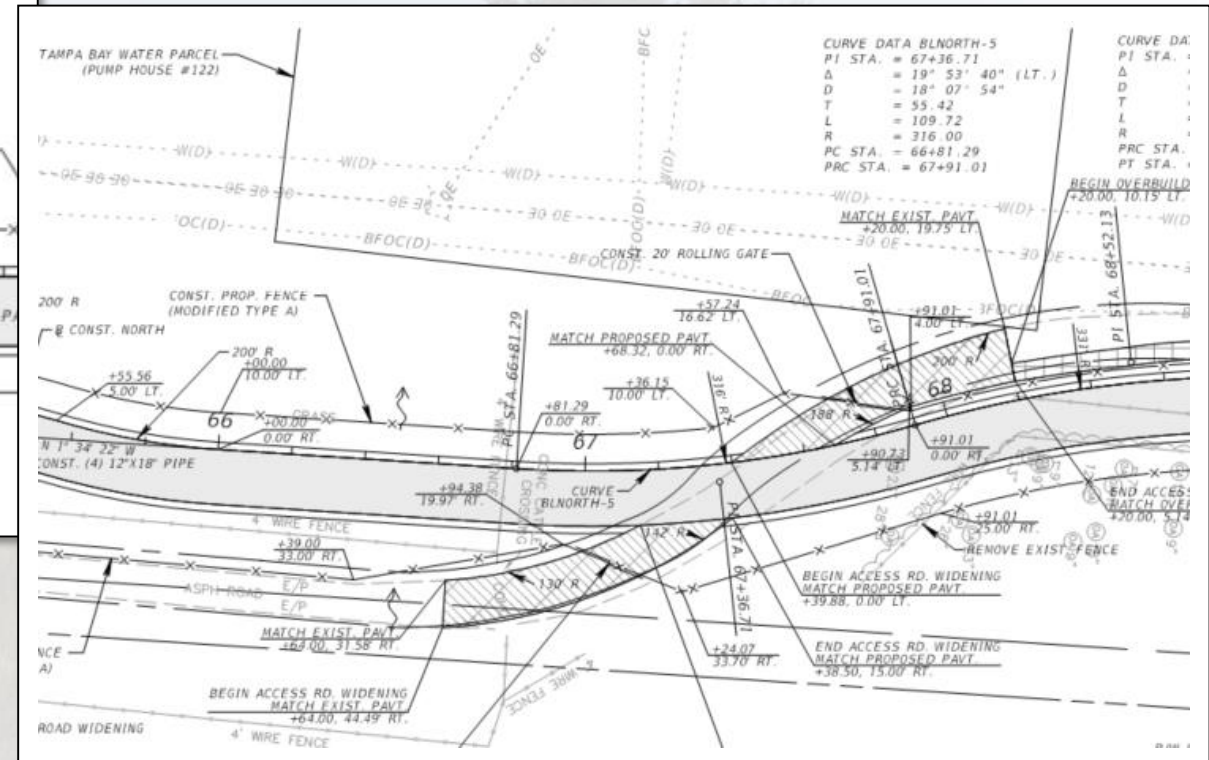 TAMPA BAY WATER PARCEL
(PUMP HOUSE #122)
CURVE DATA BLNORTH-5
PI STA. = 67+36.71
Δ = 19° 53' 40" (LT.)
D = 18° 07' 54"
T = 55.42
L = 109.72
R = 316.00
PC STA. = 66+81.29
PRC STA. = 67+91.01
CURVE DA
PI STA. =
Δ
D
T
L
R
PRC STA.
PT STA.
BEGIN OVERBUILD
+20.00, 10.15' LT.
MATCH EXIST. PAVT.
+20.00, 19.75' LT.
CONST. 20' ROLLING GATE
PI STA. 68+52.13
PRC STA. 67+91.01
+57.24
16.62' LT.
+91.01
4.00' LT.
MATCH PROPOSED PAVT.
+68.32, 0.00' RT.
200' R
CONST. PROP. FENCE
(MODIFIED TYPE A)
℄ CONST. NORTH
200' R
+00.00
10.00' LT.
+55.56
5.00' LT.
GRASS
66
+00.00
0.00' RT.
PC STA. 66+81.29
+81.29
0.00' RT.
+36.15
10.00' LT.
316' R
188' R
200' R
68
331' R
67
N 1° 34' 22" W
CONST. (4) 12"X18" PIPE
CURVE
BLNORTH-5
+94.38
19.97' RT.
+90.73
5.14' LT.
+91.01
0.00' RT.
+91.01
25.00' RT.
END ACCESS
MATCH OVER
+20.00, 5.14'
REMOVE EXIST. FENCE
4' WIRE FENCE
+39.00
33.00' RT.
142' R
130' R
PI STA. 67+36.71
ASPH ROAD
E/P
E/P
BEGIN ACCESS RD. WIDENING
MATCH PROPOSED PAVT.
+39.88, 0.00' LT.
MATCH EXIST. PAVT.
+64.00, 31.58' RT.
+24.07
33.70' RT.
END ACCESS RD. WIDENING
MATCH PROPOSED PAVT.
+38.50, 15.00' RT.
NCE
A)
BEGIN ACCESS RD. WIDENING
MATCH EXIST. PAVT.
+64.00, 44.49' RT.
WIRE FENCE
ROAD WIDENING
4' WIRE FENCE